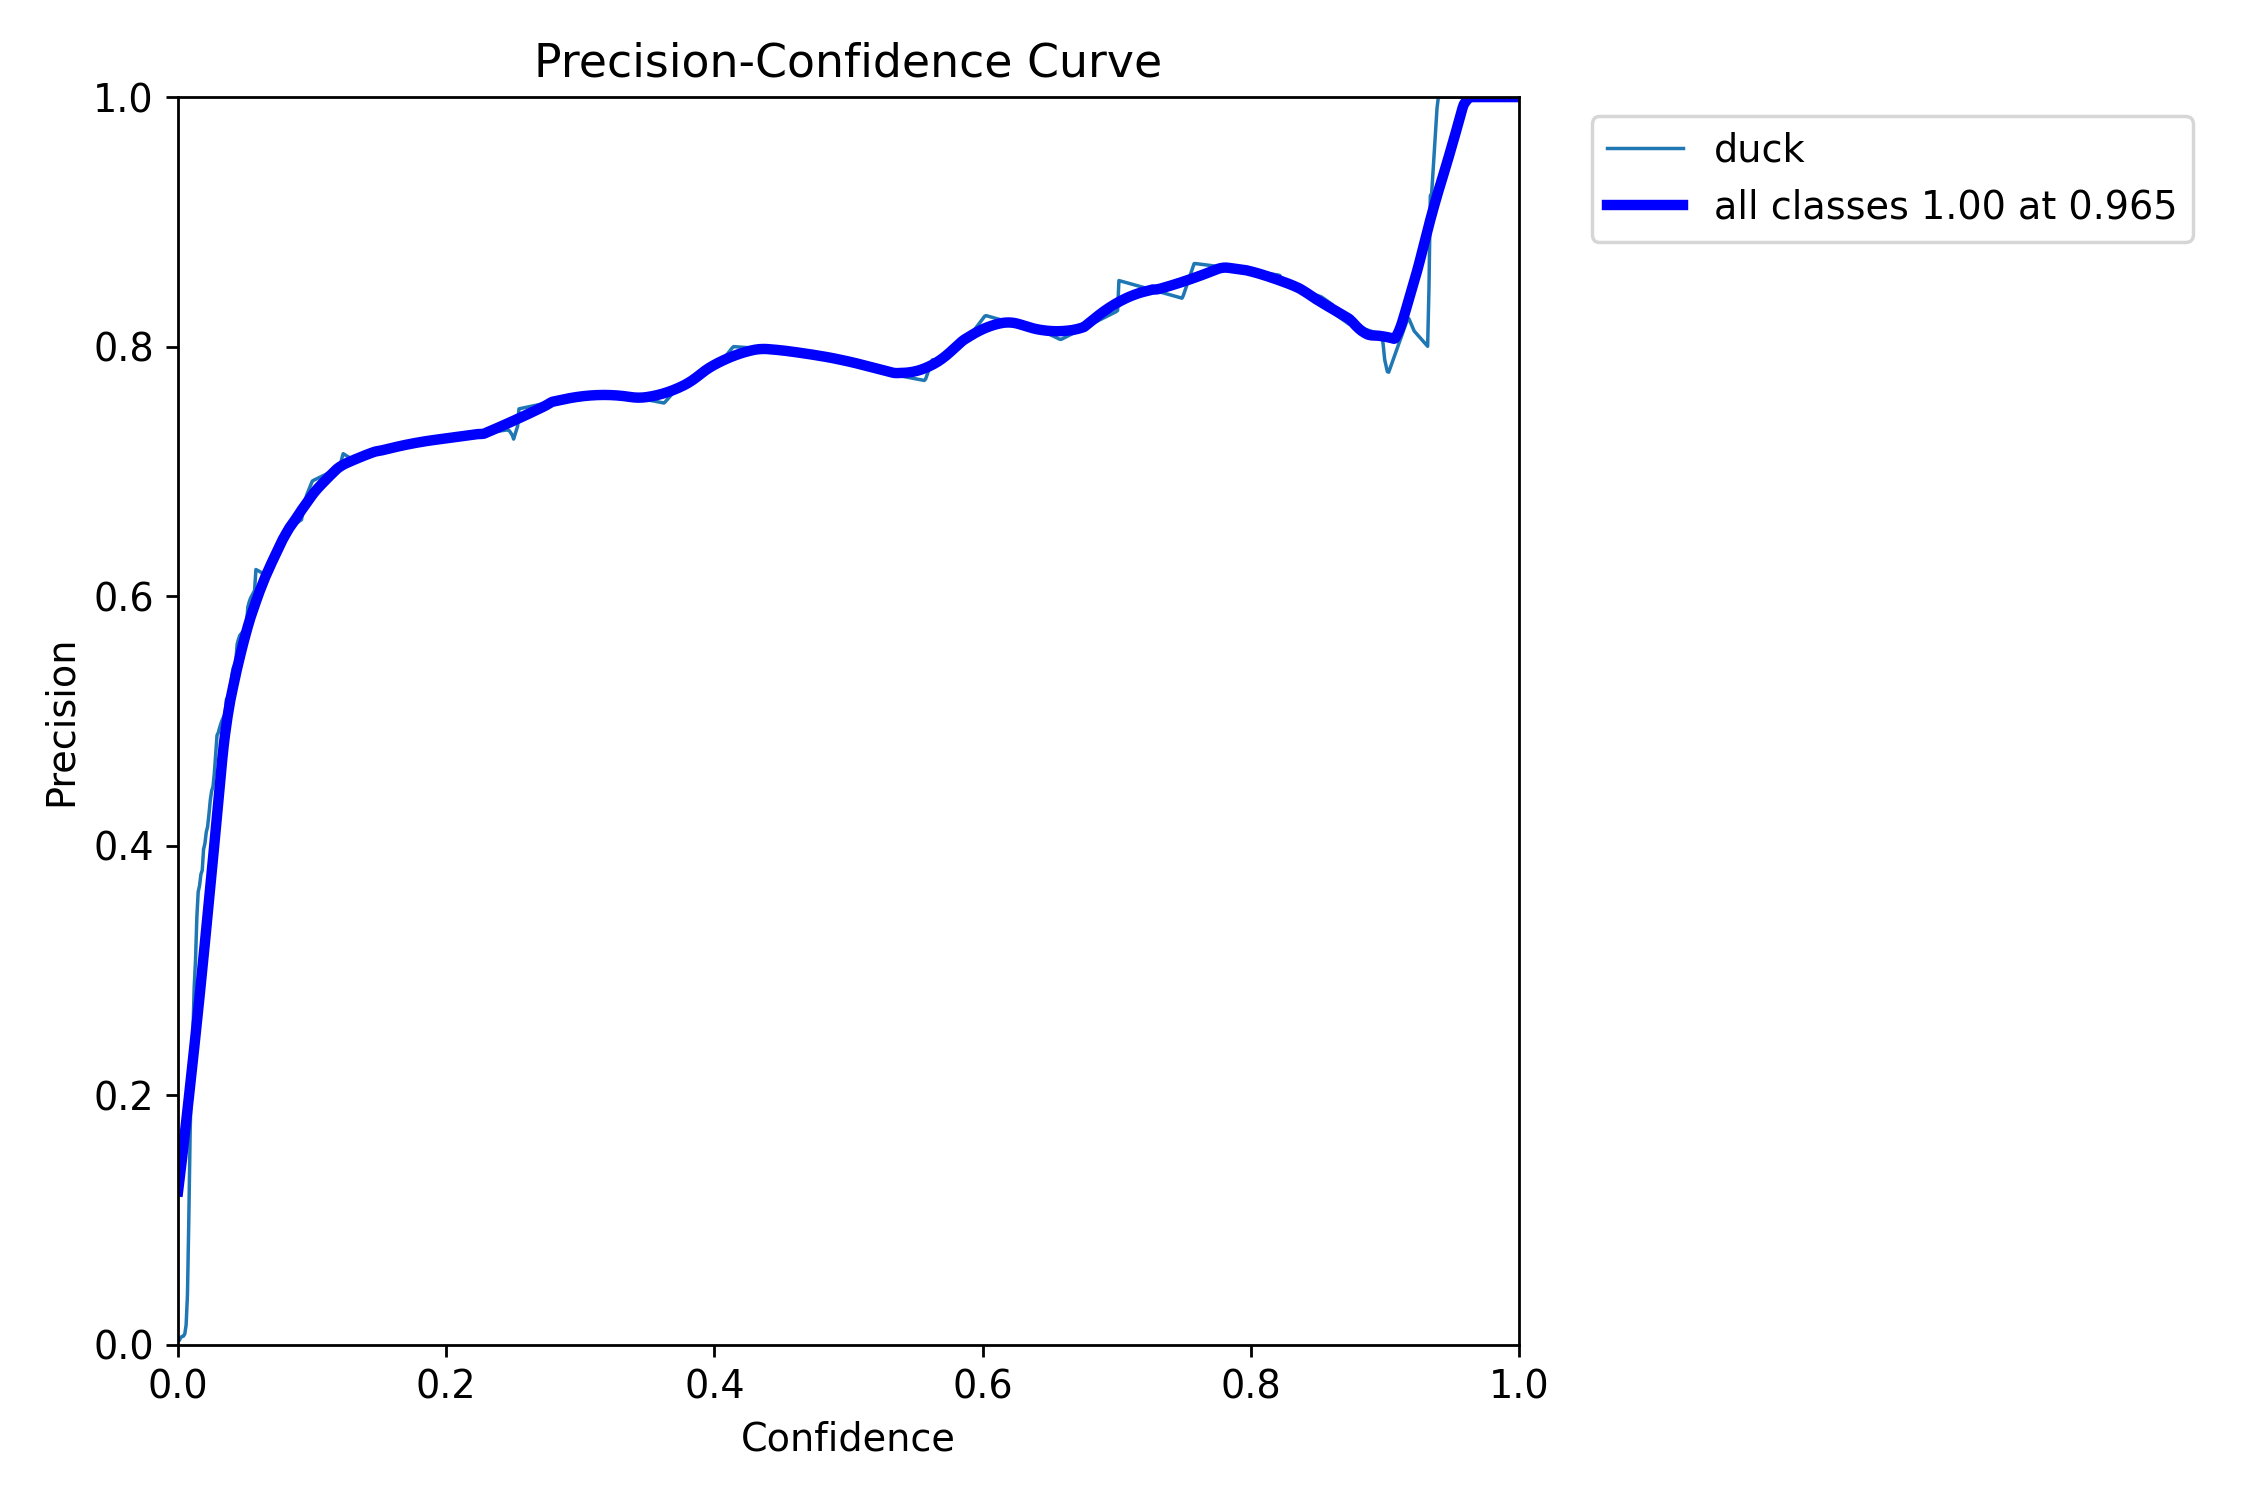 Precision-Confidence Curve
1.0
0.8
0.6
0.4
0.2
0.0
Precision
0.0 0.2 0.4 0.6 0.8 1.0
Confidence
duck
all classes 1.00 at 0.965